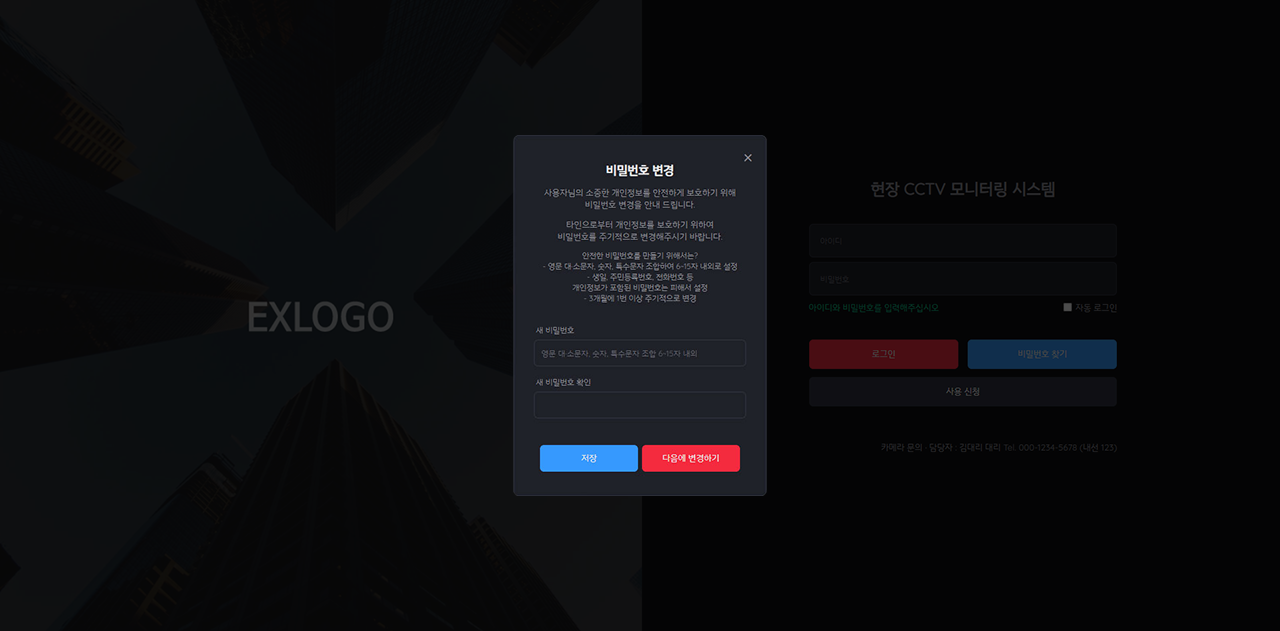 EXLOGO
비밀번호 변경
사용자님의 소중한 개인정보를 안전하게 보호하기 위해
비밀번호 변경을 안내 드립니다.
타인으로부터 개인정보를 보호하기 위하여
비밀번호를 주기적으로 변경해주시기 바랍니다.
안전한 비밀번호를 만들기 위해서는?
- 영문 대·소문자, 숫자, 특수문자 조합하여 6~15자 내외로 설정
- 생일, 주민등록번호, 전화번호 등
개인정보가 포함된 비밀번호는 피해서 설정
- 3개월에 1번 이상 주기적으로 변경
새 비밀번호
영문 대·소문자, 숫자, 특수문자 조합 6~15자 내외
새 비밀번호 확인
저장
다음에 변경하기
현장 CCTV 모니터링 시스템
아이디
비밀번호
아이디와 비밀번호를 입력해주십시오
자동 로그인
로그인
비밀번호 찾기
사용 신청
카메라 문의 · 담당자 : 김대리 대리 Tel. 000-1234-5678 (내선 123)